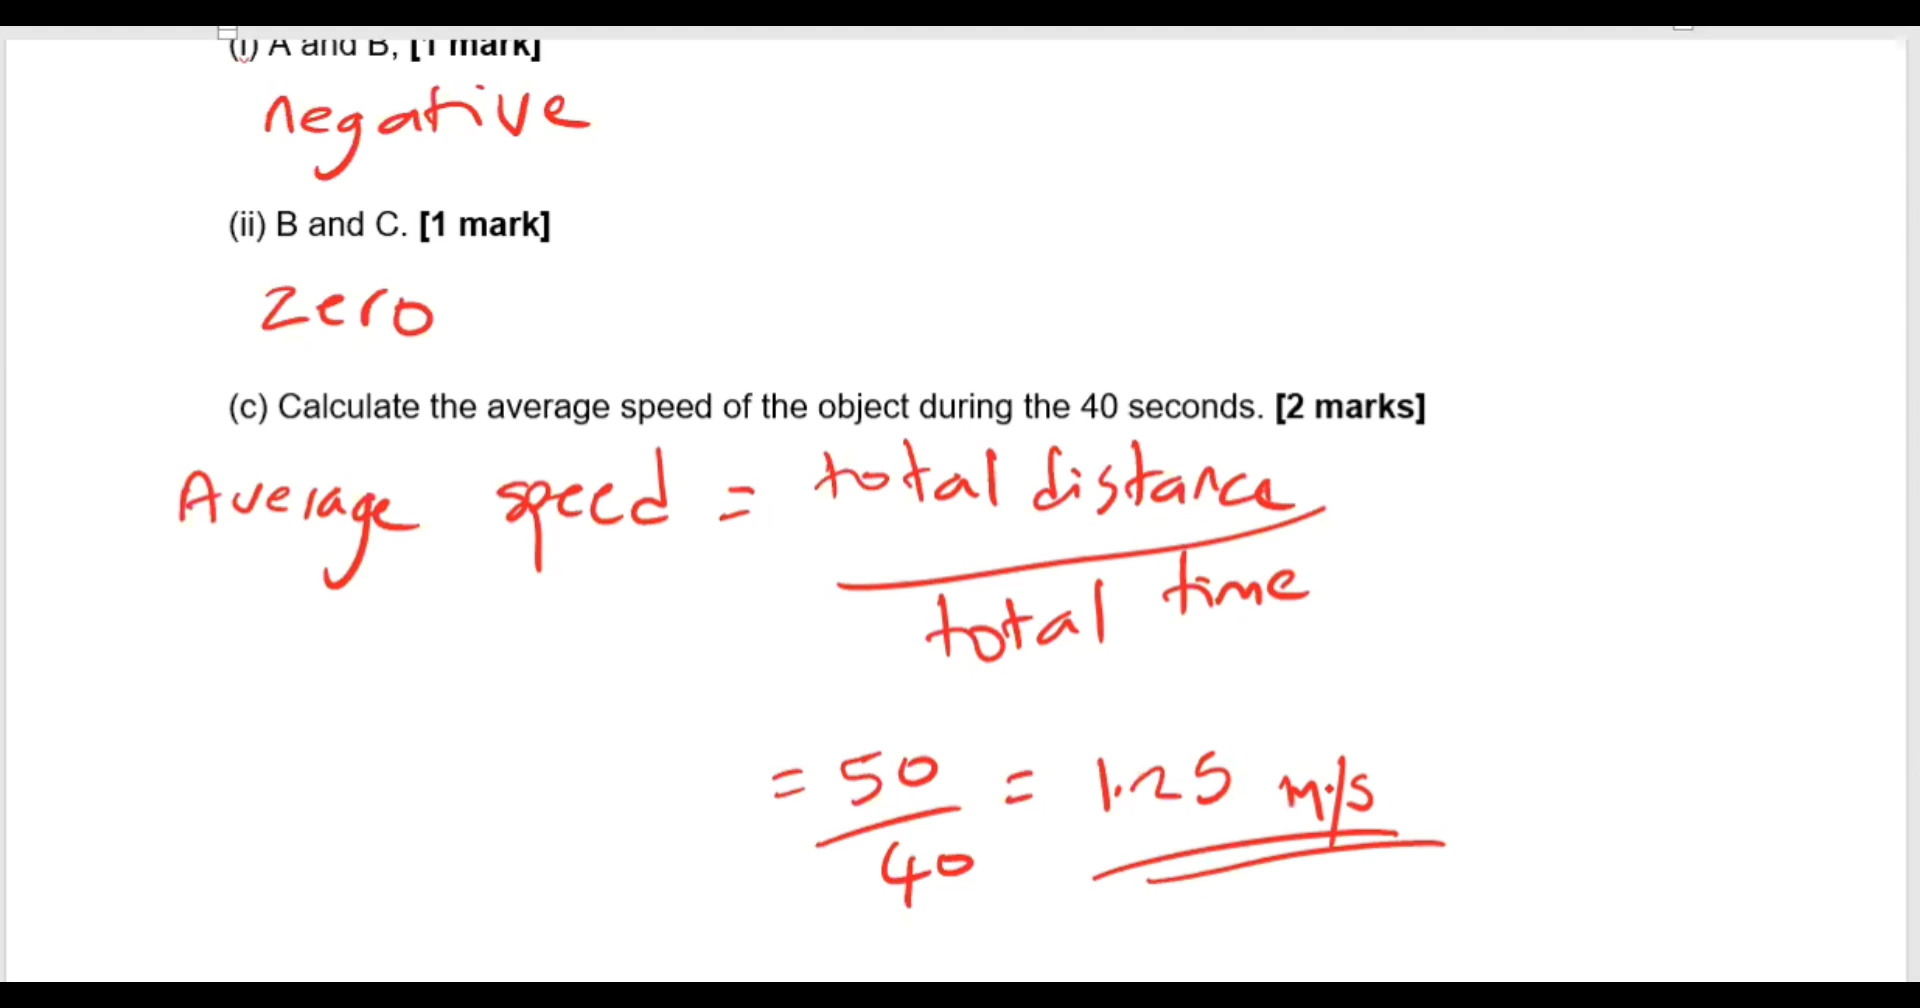 (i) A and B, [1 mark]
negative
(ii) B and C. [1 mark]
zero
(c) Calculate the average speed of the object during the 40 seconds. [2 marks]
Average speed = total distance
total time
= 50 = 1.25 m/s
40